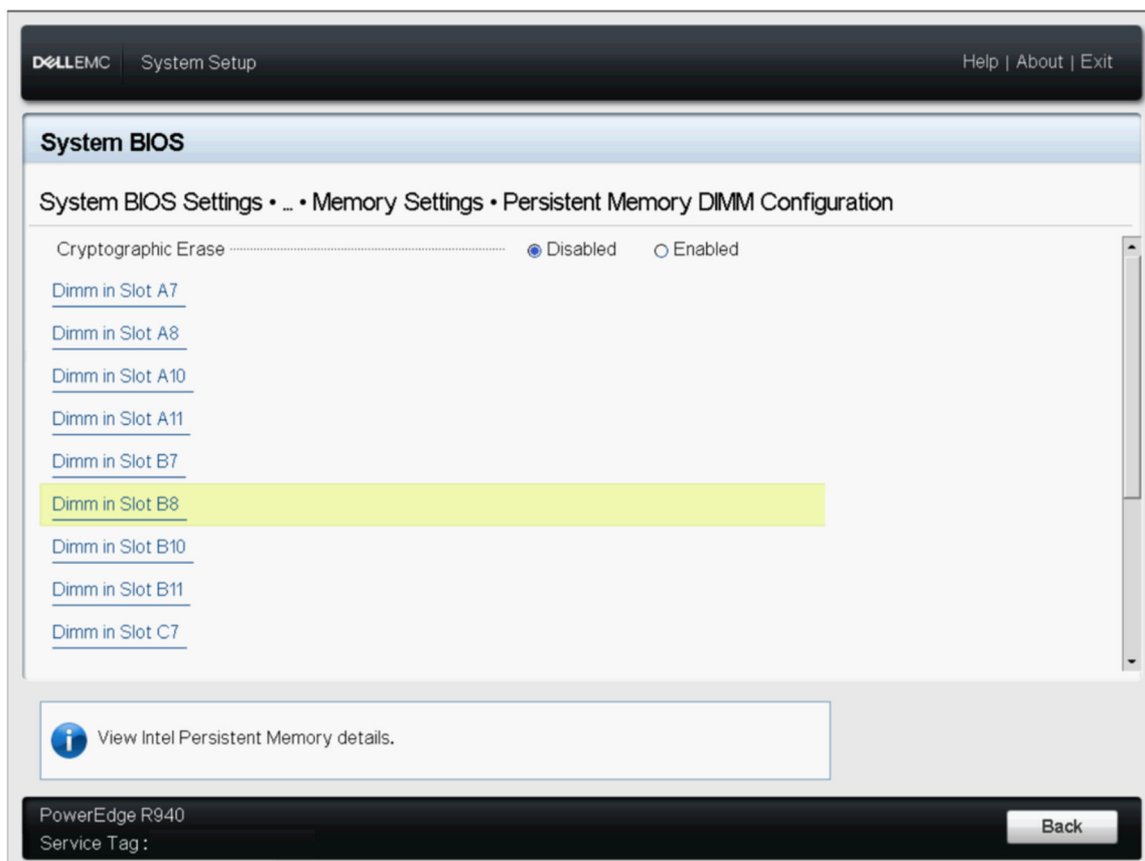 DELLEMC System Setup Help | About | Exit
System BIOS
System BIOS Settings • ... • Memory Settings • Persistent Memory DIMM Configuration
Cryptographic Erase Disabled Enabled
Dimm in Slot A7
Dimm in Slot A8
Dimm in Slot A10
Dimm in Slot A11
Dimm in Slot B7
Dimm in Slot B8
Dimm in Slot B10
Dimm in Slot B11
Dimm in Slot C7
View Intel Persistent Memory details.
PowerEdge R940
Service Tag :
Back